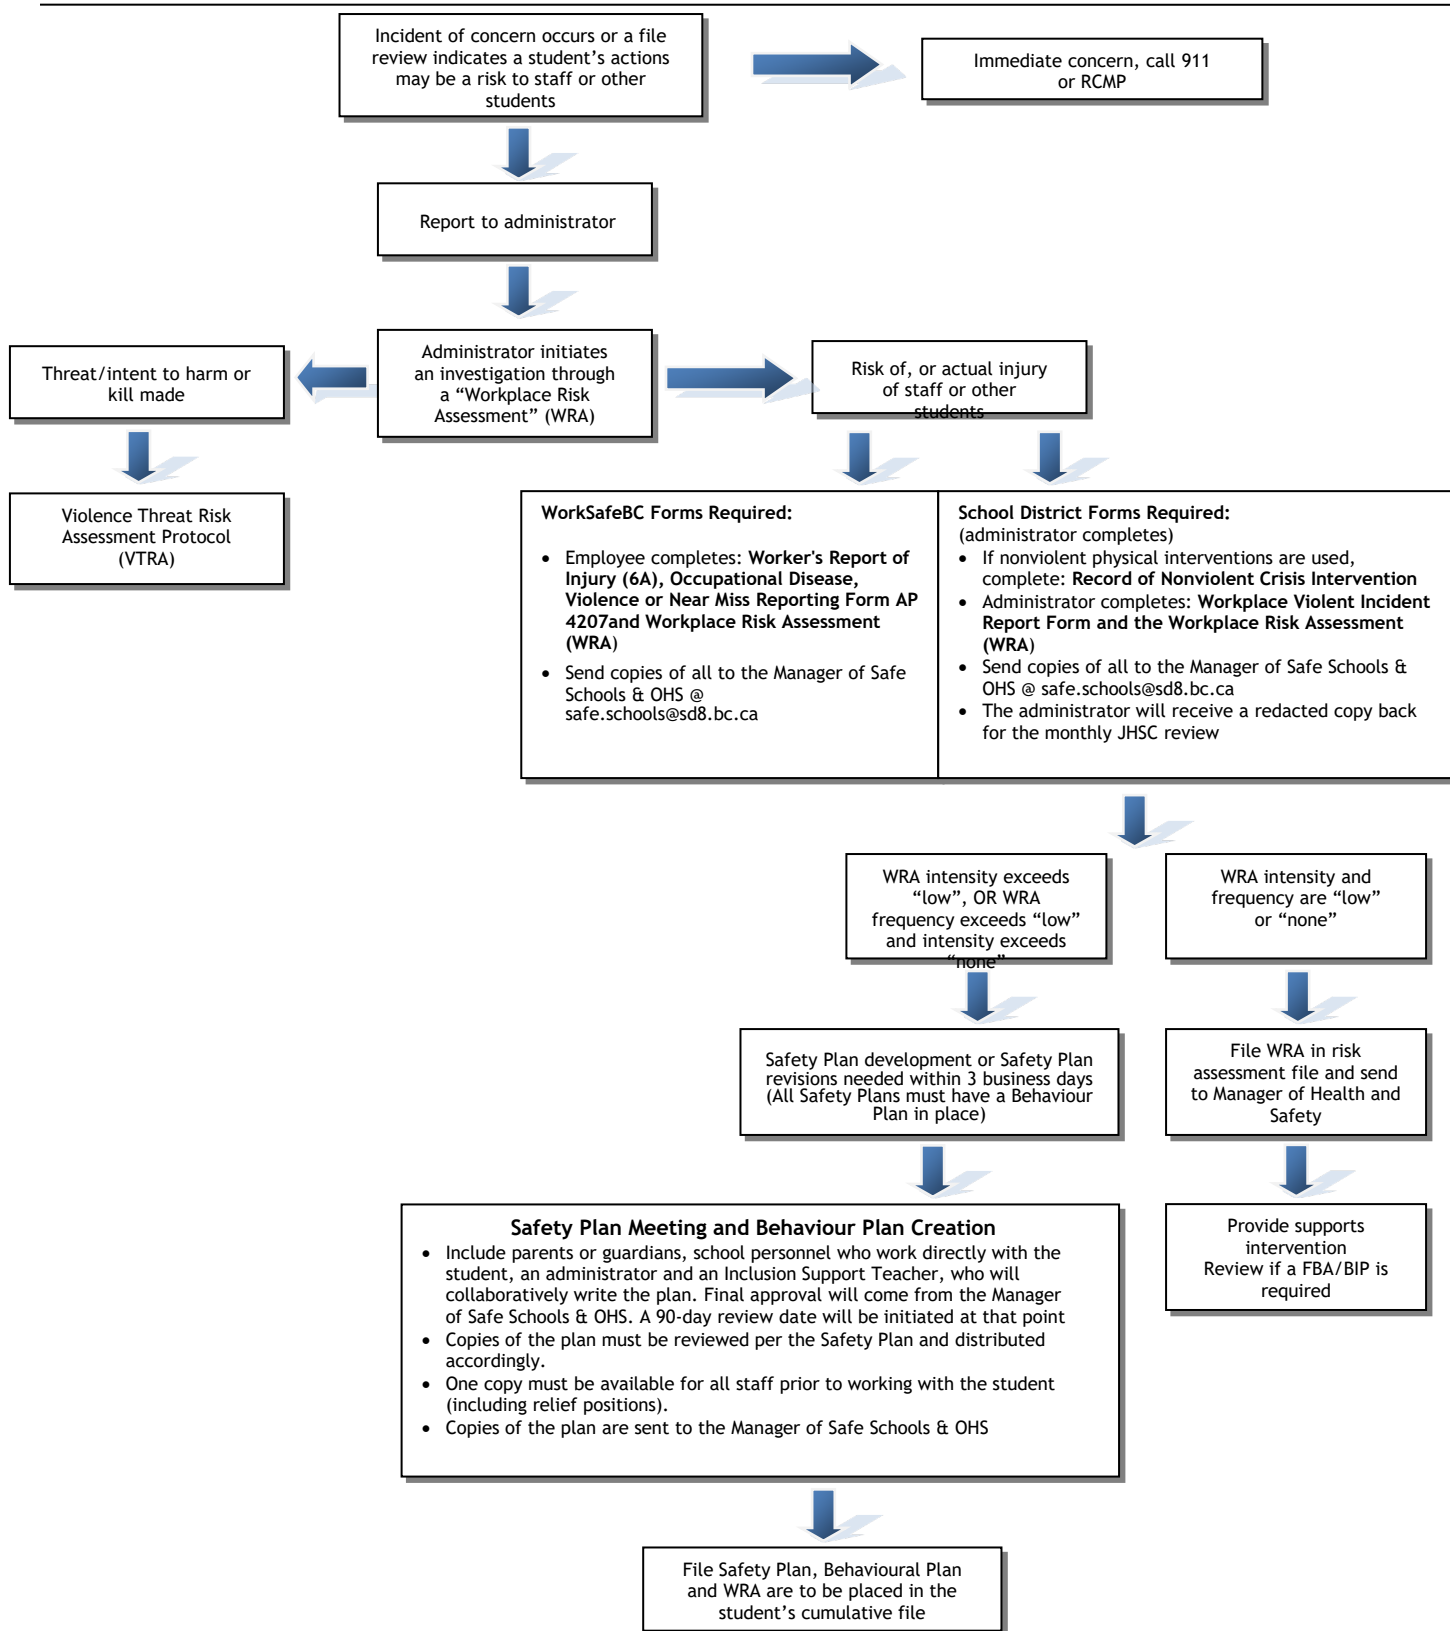 Incident of concern occurs or a file
review indicates a student’s actions
may be a risk to staff or other
students
Immediate concern, call 911
or RCMP
Report to administrator
Threat/intent to harm or
kill made
Administrator initiates
an investigation through
a “Workplace Risk
Assessment” (WRA)
Risk of, or actual injury
of staff or other
students
Violence Threat Risk
Assessment Protocol
(VTRA)
WorkSafeBC Forms Required:
• Employee completes: Worker's Report of
Injury (6A), Occupational Disease,
Violence or Near Miss Reporting Form AP
4207and Workplace Risk Assessment
(WRA)
• Send copies of all to the Manager of Safe
Schools & OHS @
safe.schools@sd8.bc.ca
School District Forms Required:
(administrator completes)
• If nonviolent physical interventions are used,
complete: Record of Nonviolent Crisis Intervention
• Administrator completes: Workplace Violent Incident
Report Form and the Workplace Risk Assessment
(WRA)
• Send copies of all to the Manager of Safe Schools &
OHS @ safe.schools@sd8.bc.ca
• The administrator will receive a redacted copy back
for the monthly JHSC review
WRA intensity exceeds
“low”, OR WRA
frequency exceeds “low”
and intensity exceeds
“none”
WRA intensity and
frequency are “low”
or “none”
Safety Plan development or Safety Plan
revisions needed within 3 business days
(All Safety Plans must have a Behaviour
Plan in place)
File WRA in risk
assessment file and send
to Manager of Health and
Safety
Safety Plan Meeting and Behaviour Plan Creation
• Include parents or guardians, school personnel who work directly with the
student, an administrator and an Inclusion Support Teacher, who will
collaboratively write the plan. Final approval will come from the Manager
of Safe Schools & OHS. A 90-day review date will be initiated at that point
• Copies of the plan must be reviewed per the Safety Plan and distributed
accordingly.
• One copy must be available for all staff prior to working with the student
(including relief positions).
• Copies of the plan are sent to the Manager of Safe Schools & OHS
Provide supports
intervention
Review if a FBA/BIP is
required
File Safety Plan, Behavioural Plan
and WRA are to be placed in the
student’s cumulative file